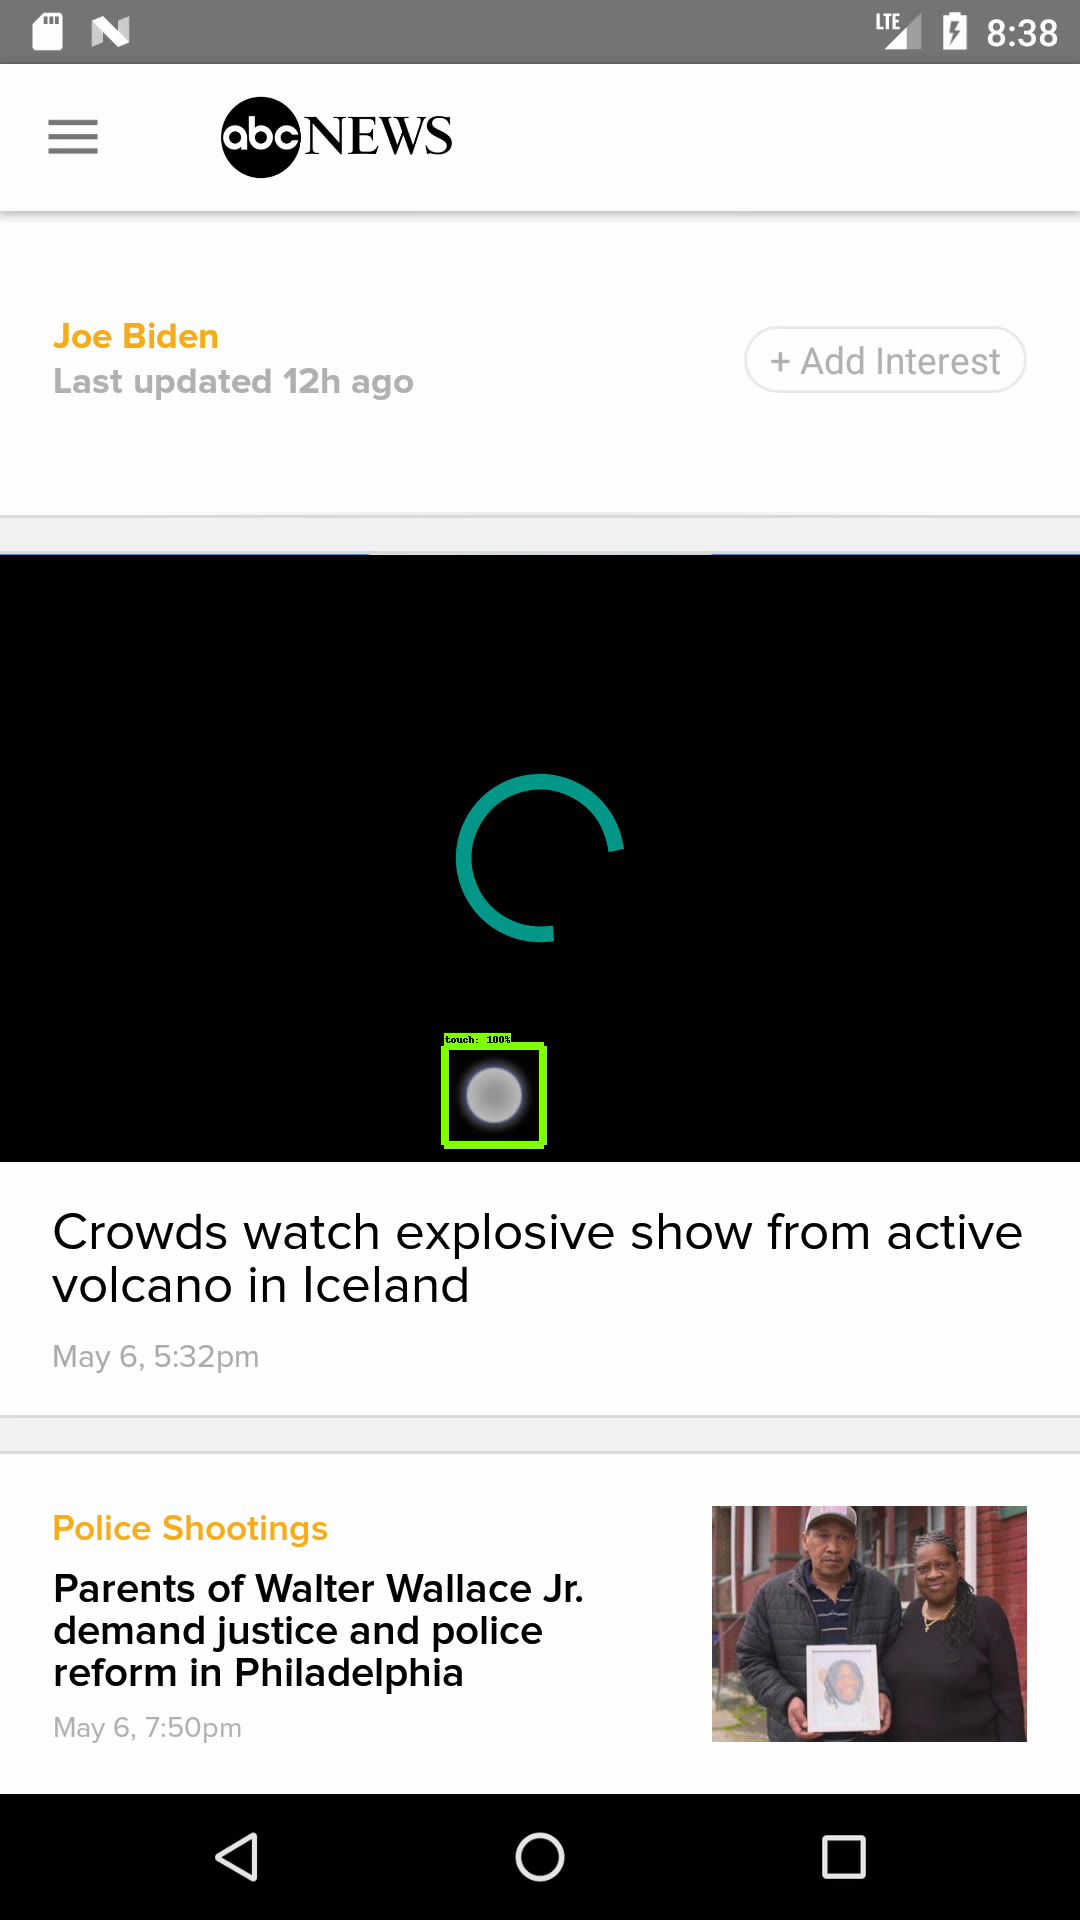 LTE 8:38
abc NEWS
Joe Biden
Last updated 12h ago
+ Add Interest
touch: 100%
Crowds watch explosive show from active
volcano in Iceland
May 6, 5:32pm
Police Shootings
Parents of Walter Wallace Jr.
demand justice and police
reform in Philadelphia
May 6, 7:50pm